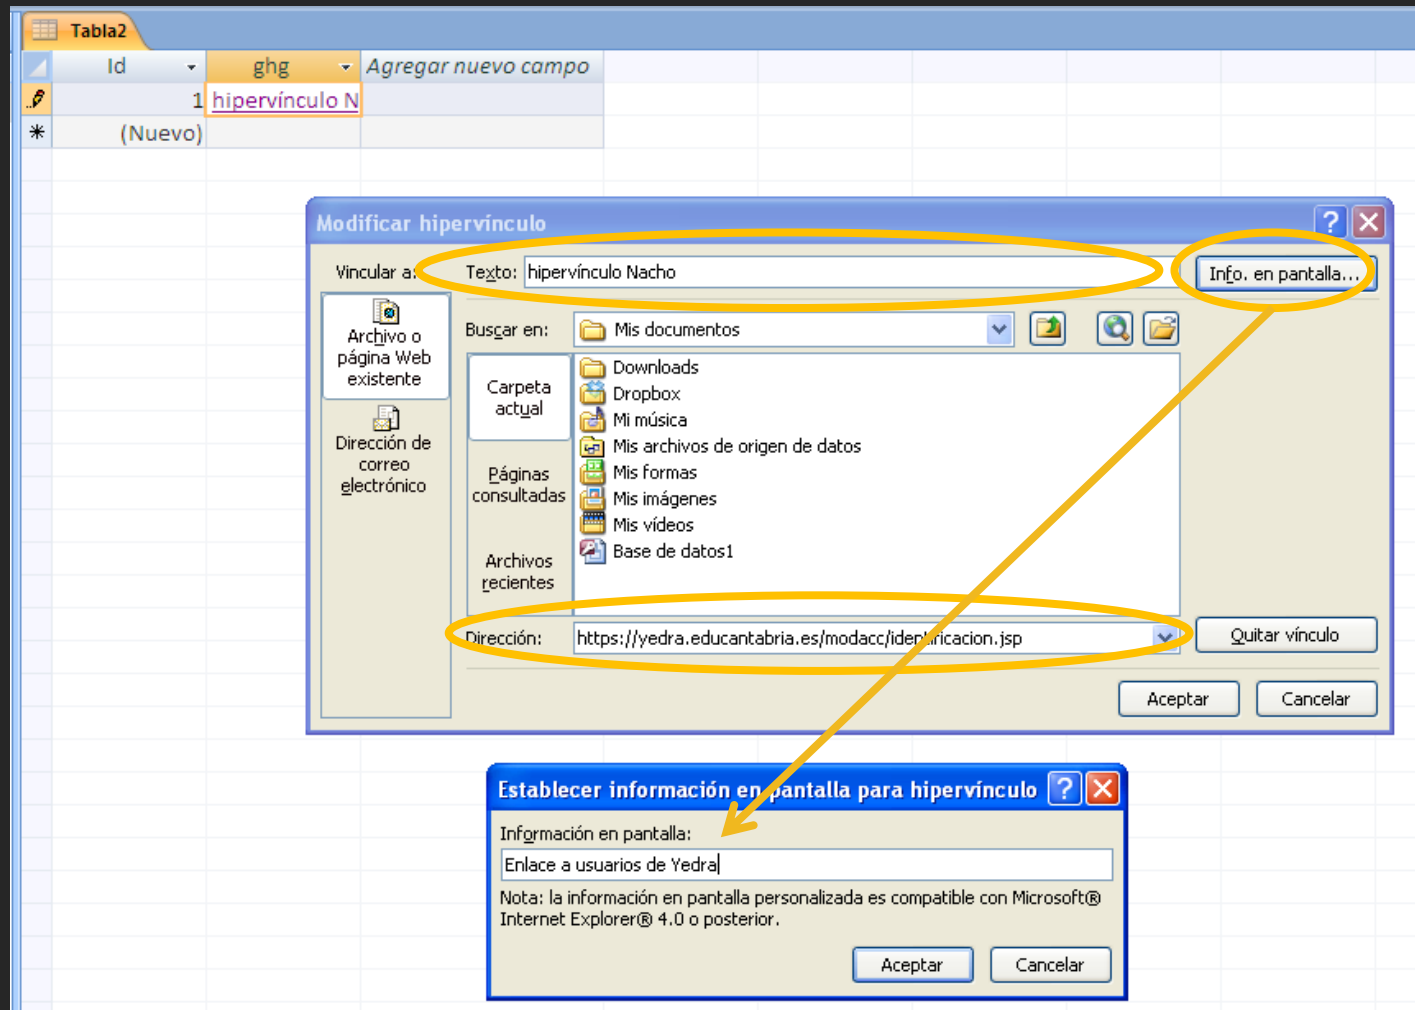 Tabla2
Id ghg Agregar nuevo campo
1 hipervínculo N
(Nuevo)
Modificar hipervínculo
Vincular a:
Texto: hipervínculo Nacho
Info. en pantalla...
Archivo o
página Web
existente
Dirección de
correo
electrónico
Buscar en: Mis documentos
Carpeta
actual
Páginas
consultadas
Archivos
recientes
Downloads
Dropbox
Mi música
Mis archivos de origen de datos
Mis formas
Mis imágenes
Mis vídeos
Base de datos1
Dirección: https://yedra.educantabria.es/modacc/identificacion.jsp
Quitar vínculo
Aceptar Cancelar
Establecer información en pantalla para hipervínculo
Información en pantalla:
Enlace a usuarios de Yedra
Nota: la información en pantalla personalizada es compatible con Microsoft®
Internet Explorer® 4.0 o posterior.
Aceptar Cancelar